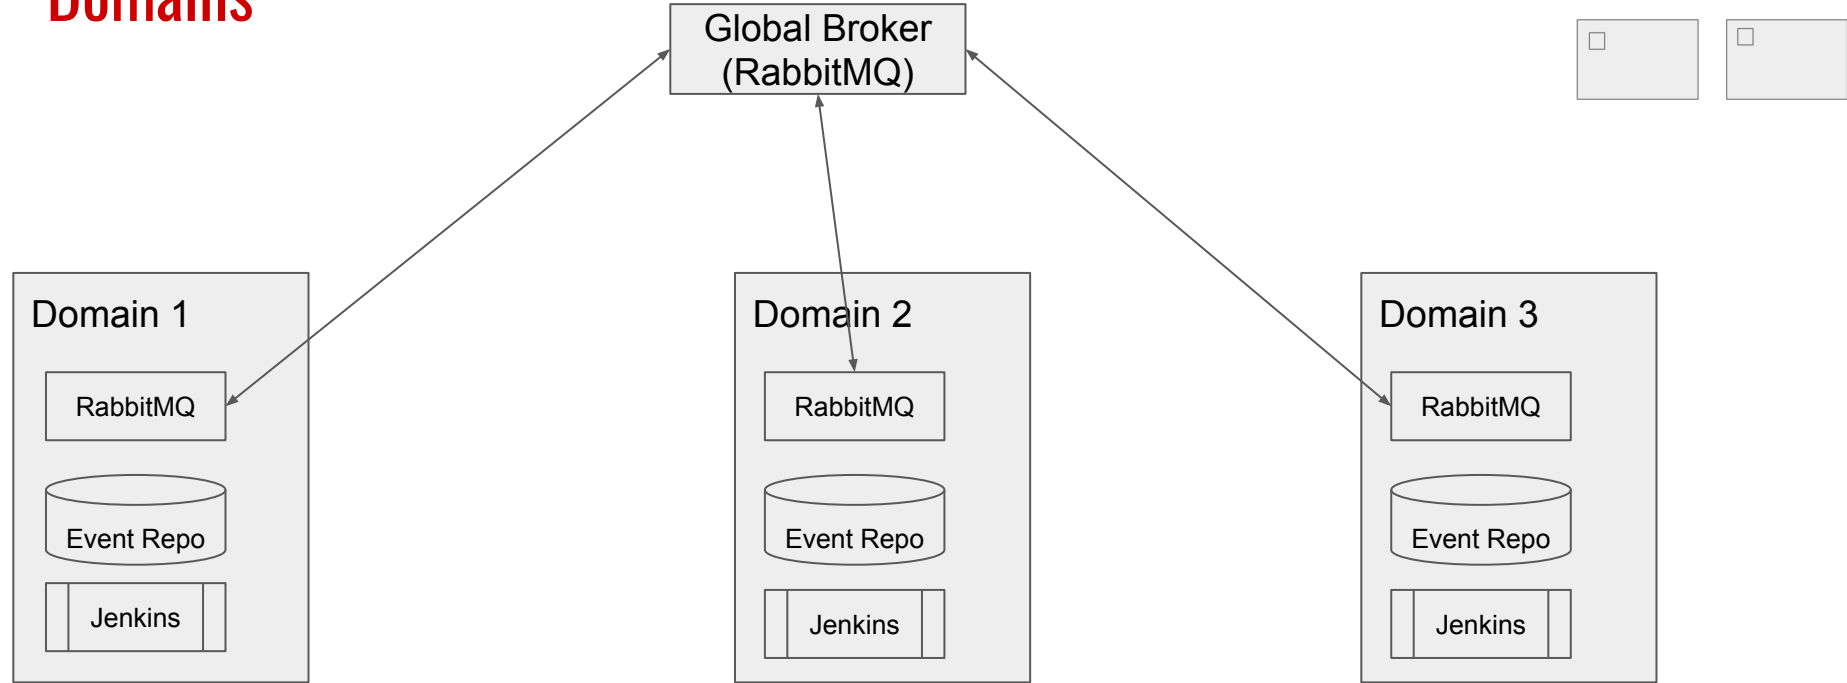 Domains
Global Broker
(RabbitMQ)
Domain 1
RabbitMQ
Event Repo
Jenkins
Domain 2
RabbitMQ
Event Repo
Jenkins
Domain 3
RabbitMQ
Event Repo
Jenkins